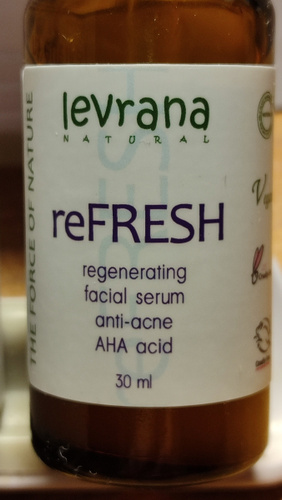 levrana
NATURAL
reFRESH
regenerating
facial serum
anti-acne
AHA acid
30 ml
THE FORCE OF NATURE